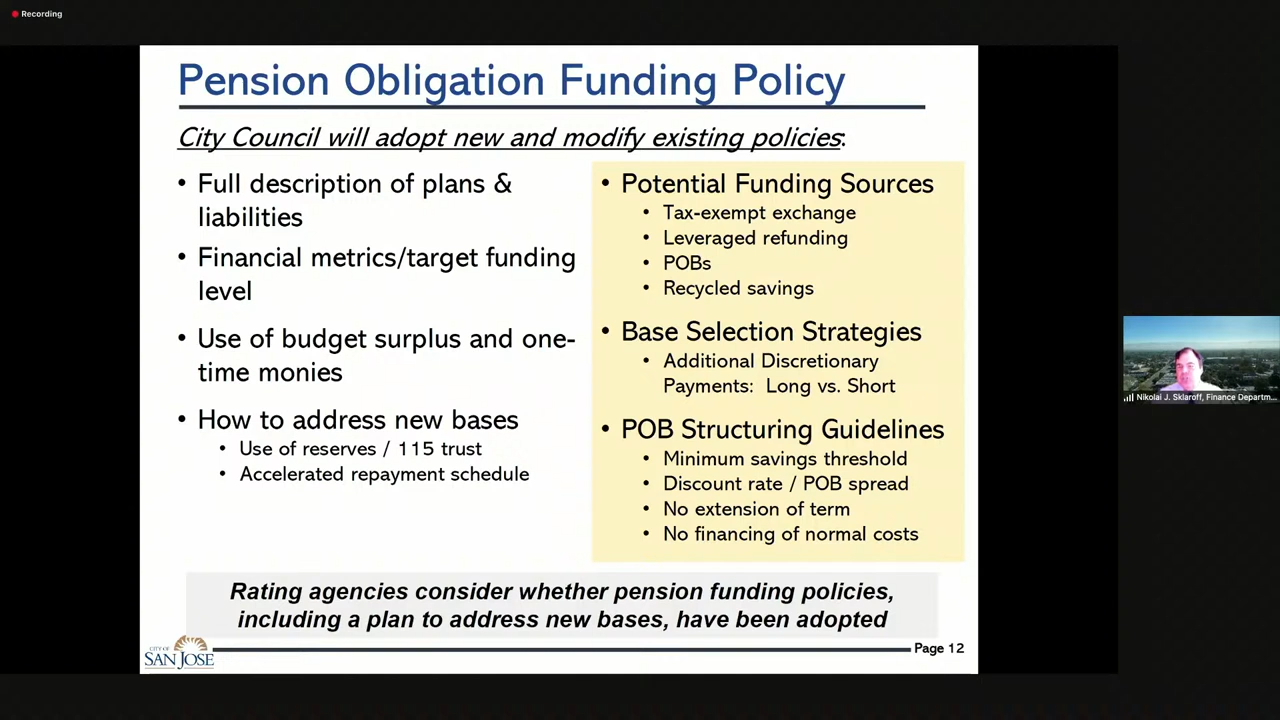 Recording
Pension Obligation Funding Policy
City Council will adopt new and modify existing policies:
• Full description of plans &
liabilities
• Financial metrics/target funding
level
• Use of budget surplus and one-
time monies
• How to address new bases
• Use of reserves / 115 trust
• Accelerated repayment schedule
• Potential Funding Sources
• Tax-exempt exchange
• Leveraged refunding
• POBs
• Recycled savings
• Base Selection Strategies
• Additional Discretionary
Payments: Long vs. Short
• POB Structuring Guidelines
• Minimum savings threshold
• Discount rate / POB spread
• No extension of term
• No financing of normal costs
Rating agencies consider whether pension funding policies,
including a plan to address new bases, have been adopted
CITY OF
SAN JOSE
Page 12
Nikolai J. Sklaroff, Finance Departm...